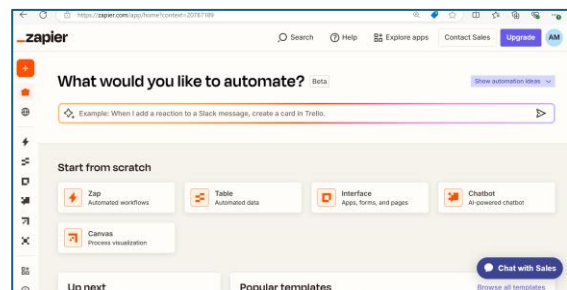 https://zapier.com/app/home?context=20787189
_zapier
Search
Help
Explore apps
Contact Sales
Upgrade
AM
What would you like to automate?
Beta
Show automation ideas
Example: When I add a reaction to a Slack message, create a card in Trello.
Start from scratch
Zap
Automated workflows
Table
Automated data
Interface
Apps, forms, and pages
Chatbot
AI-powered chatbot
Canvas
Process visualization
Chat with Sales
Up next
Popular templates
Browse all templates